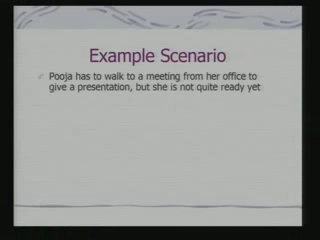 Example Scenario
Pooja has to walk to a meeting from her office to
give a presentation, but she is not quite ready yet